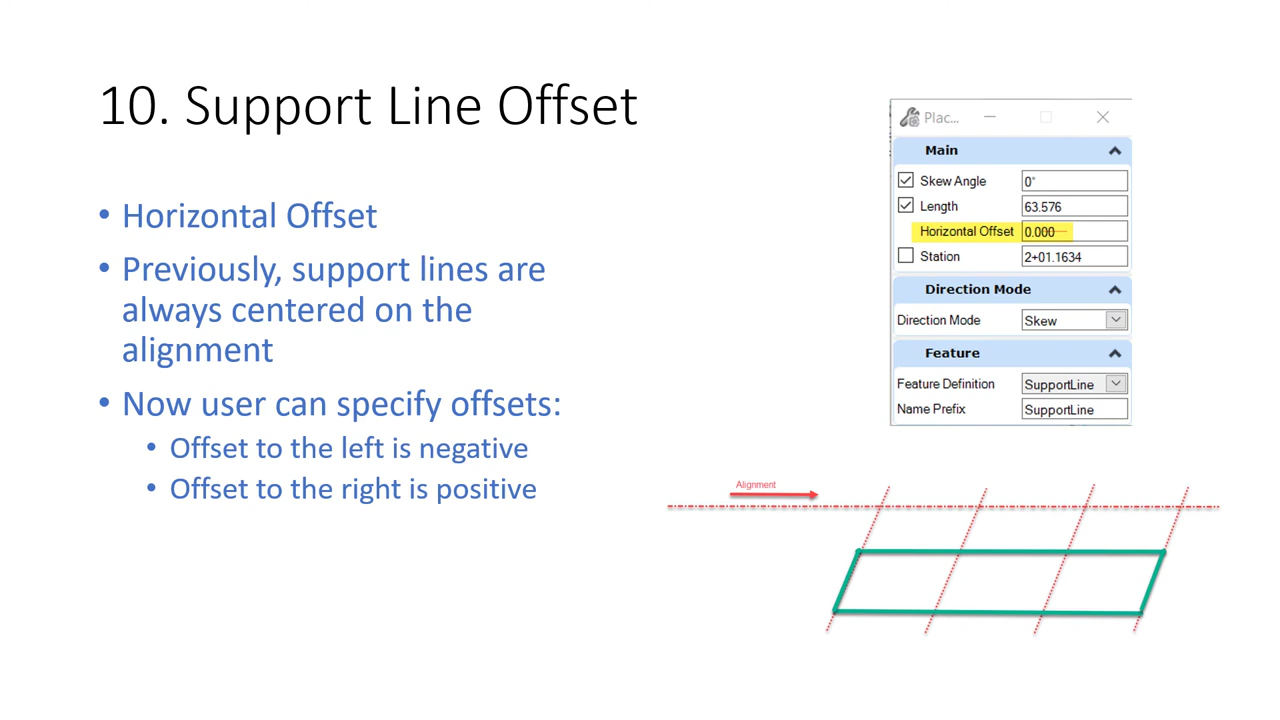 10. Support Line Offset
• Horizontal Offset
• Previously, support lines are
always centered on the
alignment
• Now user can specify offsets:
• Offset to the left is negative
• Offset to the right is positive
Plac...
Main
Skew Angle 0°
Length 63.576
Horizontal Offset 0.000
Station 2+01.1634
Direction Mode
Direction Mode Skew
Feature
Feature Definition SupportLine
Name Prefix SupportLine
Alignment